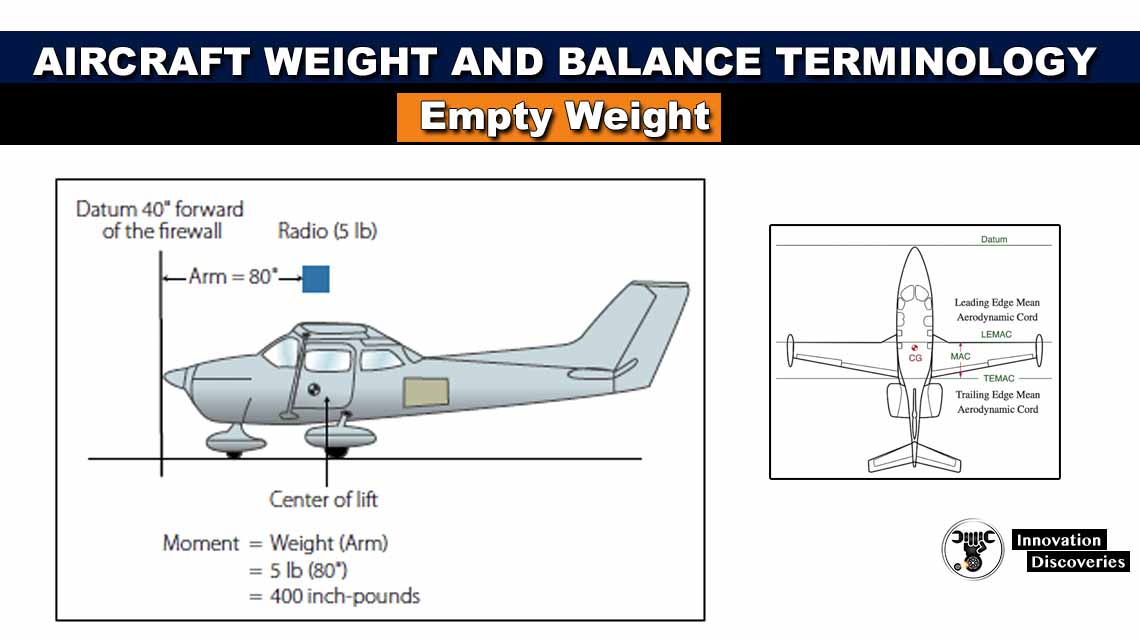 AIRCRAFT WEIGHT AND BALANCE TERMINOLOGY
Empty Weight
Datum 40" forward
of the firewall
Radio (5 lb)
Arm = 80"
Center of lift
Moment = Weight (Arm)
= 5 lb (80")
= 400 inch-pounds
Datum
Leading Edge Mean
Aerodynamic Cord
LEMAC
CG
MAC
TEMAC
Trailing Edge Mean
Aerodynamic Cord
Innovation
Discoveries